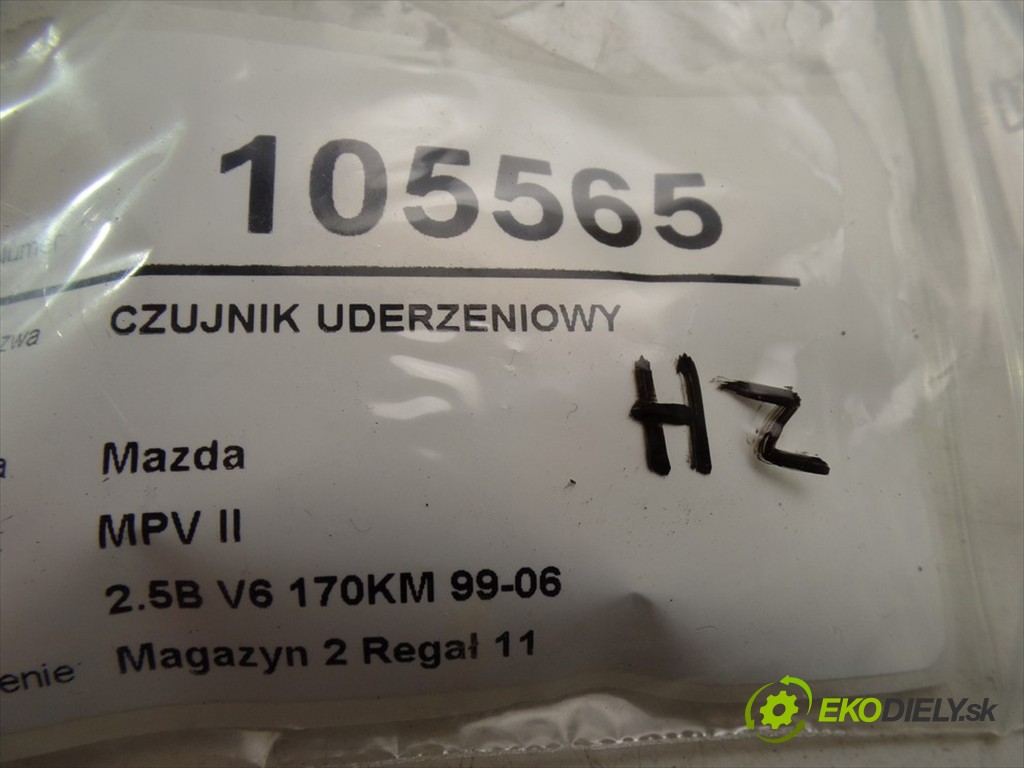 105565
umer
zwa CZUJNIK UDERZENIOWY
HZ
a Mazda
MPV II
2.5B V6 170KM 99-06
enie Magazyn 2 Regał 11
EKODIELY.sk